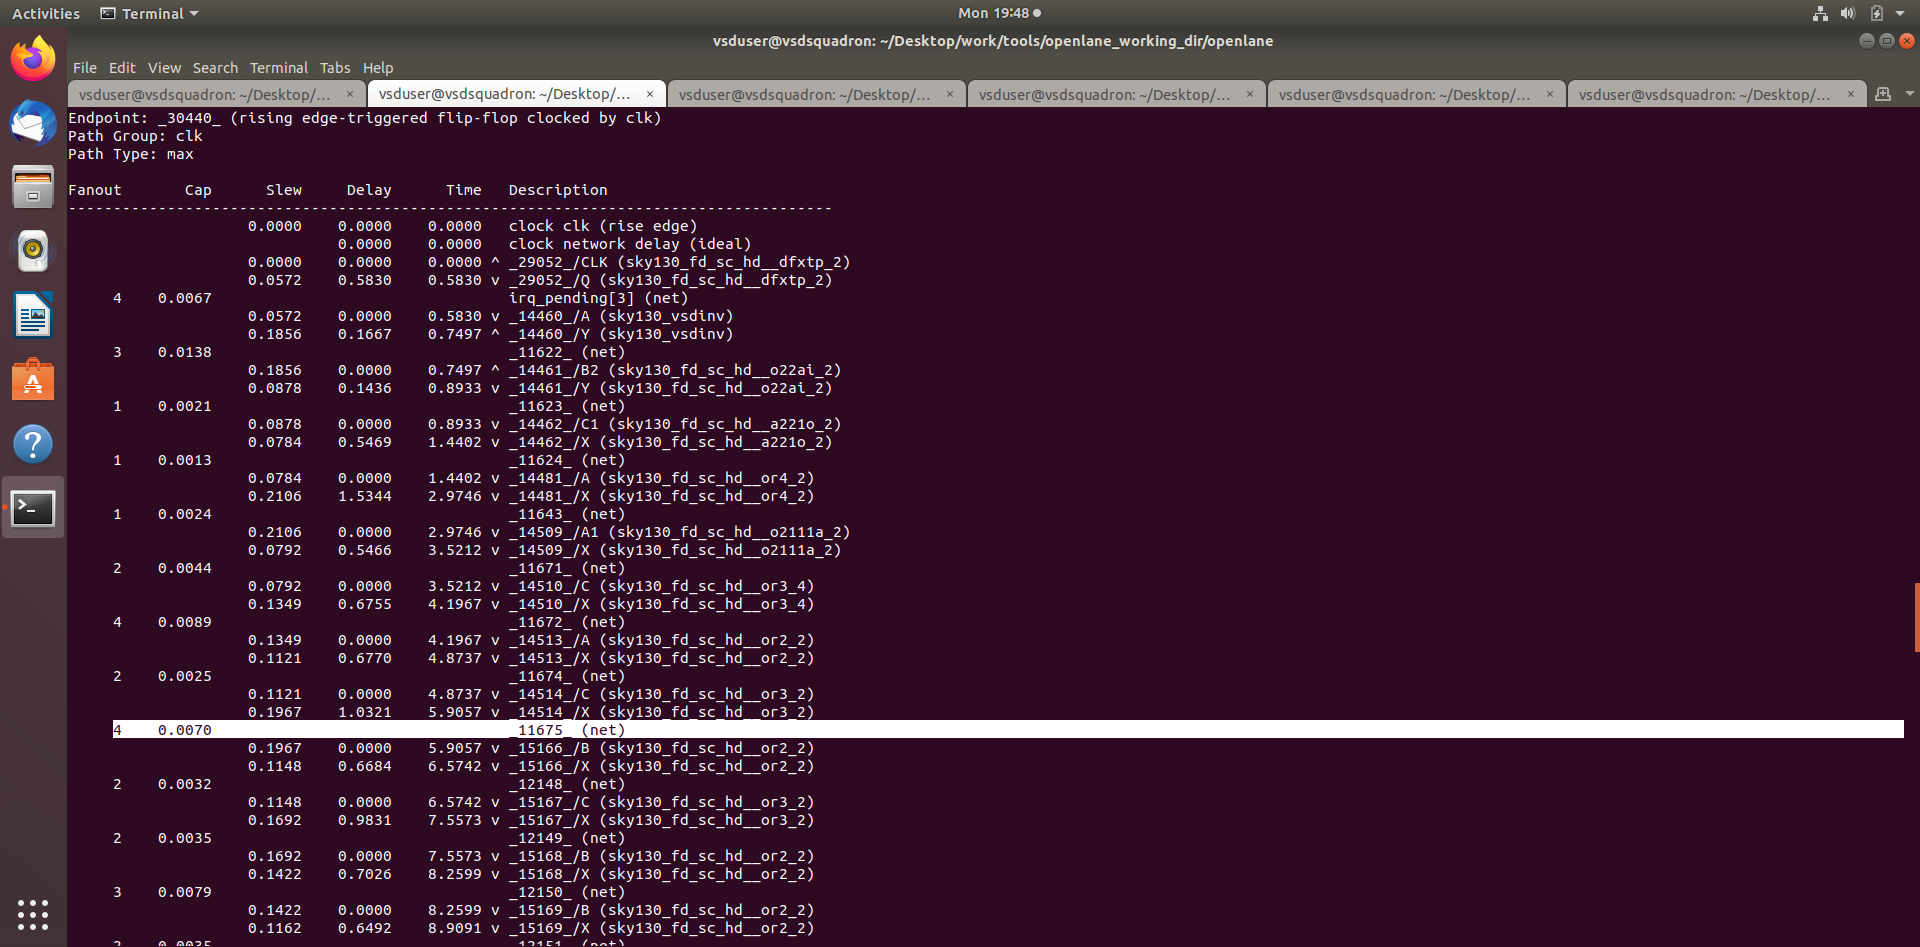 Activities Terminal Mon 19:48
vsduser@vsdsquadron: ~/Desktop/work/tools/openlane_working_dir/openlane
File Edit View Search Terminal Tabs Help
vsduser@vsdsquadron: ~/Desktop/... × vsduser@vsdsquadron: ~/Desktop/... × vsduser@vsdsquadron: ~/Desktop/... × vsduser@vsdsquadron: ~/Desktop/... × vsduser@vsdsquadron: ~/Desktop/... × vsduser@vsdsquadron: ~/Desktop/... ×
Endpoint: _30440_ (rising edge-triggered flip-flop clocked by clk)
Path Group: clk
Path Type: max
Fanout Cap Slew Delay Time Description
-------------------------------------------------------------------------------------
0.0000 0.0000 0.0000 clock clk (rise edge)
0.0000 0.0000 clock network delay (ideal)
0.0000 0.0000 0.0000 ^ _29052_/CLK (sky130_fd_sc_hd__dfxtp_2)
0.0572 0.5830 0.5830 v _29052_/Q (sky130_fd_sc_hd__dfxtp_2)
4 0.0067 irq_pending[3] (net)
0.0572 0.0000 0.5830 v _14460_/A (sky130_vsdinv)
0.1856 0.1667 0.7497 ^ _14460_/Y (sky130_vsdinv)
3 0.0138 _11622_ (net)
0.1856 0.0000 0.7497 ^ _14461_/B2 (sky130_fd_sc_hd__o22ai_2)
0.0878 0.1436 0.8933 v _14461_/Y (sky130_fd_sc_hd__o22ai_2)
1 0.0021 _11623_ (net)
0.0878 0.0000 0.8933 v _14462_/C1 (sky130_fd_sc_hd__a221o_2)
0.0784 0.5469 1.4402 v _14462_/X (sky130_fd_sc_hd__a221o_2)
1 0.0013 _11624_ (net)
0.0784 0.0000 1.4402 v _14481_/A (sky130_fd_sc_hd__or4_2)
0.2106 1.5344 2.9746 v _14481_/X (sky130_fd_sc_hd__or4_2)
1 0.0024 _11643_ (net)
0.2106 0.0000 2.9746 v _14509_/A1 (sky130_fd_sc_hd__o2111a_2)
0.0792 0.5466 3.5212 v _14509_/X (sky130_fd_sc_hd__o2111a_2)
2 0.0044 _11671_ (net)
0.0792 0.0000 3.5212 v _14510_/C (sky130_fd_sc_hd__or3_4)
0.1349 0.6755 4.1967 v _14510_/X (sky130_fd_sc_hd__or3_4)
4 0.0089 _11672_ (net)
0.1349 0.0000 4.1967 v _14513_/A (sky130_fd_sc_hd__or2_2)
0.1121 0.6770 4.8737 v _14513_/X (sky130_fd_sc_hd__or2_2)
2 0.0025 _11674_ (net)
0.1121 0.0000 4.8737 v _14514_/C (sky130_fd_sc_hd__or3_2)
0.1967 1.0321 5.9057 v _14514_/X (sky130_fd_sc_hd__or3_2)
4 0.0070 _11675_ (net)
0.1967 0.0000 5.9057 v _15166_/B (sky130_fd_sc_hd__or2_2)
0.1148 0.6684 6.5742 v _15166_/X (sky130_fd_sc_hd__or2_2)
2 0.0032 _12148_ (net)
0.1148 0.0000 6.5742 v _15167_/C (sky130_fd_sc_hd__or3_2)
0.1692 0.9831 7.5573 v _15167_/X (sky130_fd_sc_hd__or3_2)
2 0.0035 _12149_ (net)
0.1692 0.0000 7.5573 v _15168_/B (sky130_fd_sc_hd__or2_2)
0.1422 0.7026 8.2599 v _15168_/X (sky130_fd_sc_hd__or2_2)
3 0.0079 _12150_ (net)
0.1422 0.0000 8.2599 v _15169_/B (sky130_fd_sc_hd__or2_2)
0.1162 0.6492 8.9091 v _15169_/X (sky130_fd_sc_hd__or2_2)
2 0.0035 _12151_ (net)